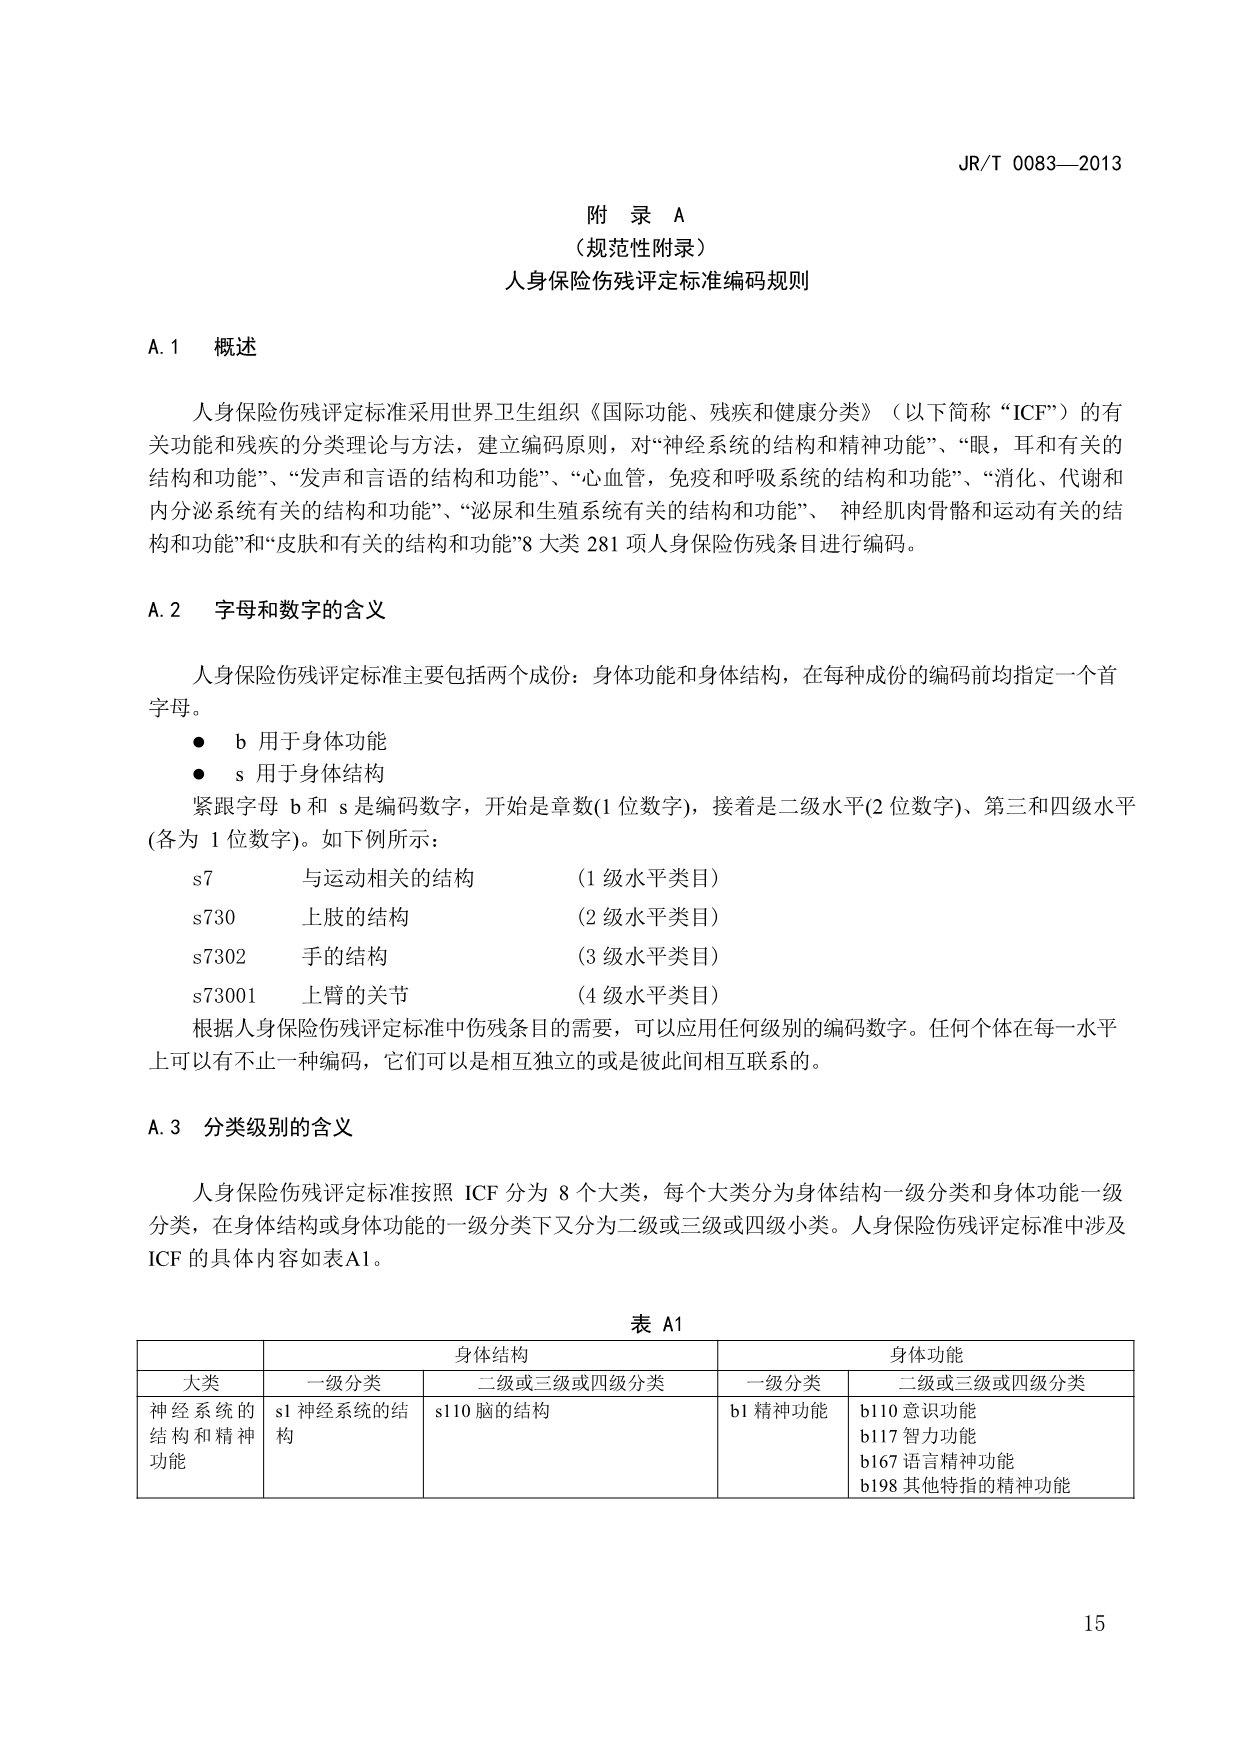 JR/T 0083—2013
附 录 A
（规范性附录）
人身保险伤残评定标准编码规则
A.1 概述
人身保险伤残评定标准采用世界卫生组织《国际功能、残疾和健康分类》（以下简称“ICF”）的有
关功能和残疾的分类理论与方法，建立编码原则，对“神经系统的结构和精神功能”、“眼，耳和有关的
结构和功能”、“发声和言语的结构和功能”、“心血管，免疫和呼吸系统的结构和功能”、“消化、代谢和
内分泌系统有关的结构和功能”、“泌尿和生殖系统有关的结构和功能”、 神经肌肉骨骼和运动有关的结
构和功能”和“皮肤和有关的结构和功能”8 大类 281 项人身保险伤残条目进行编码。
A.2 字母和数字的含义
人身保险伤残评定标准主要包括两个成份：身体功能和身体结构，在每种成份的编码前均指定一个首
字母。
● b 用于身体功能
● s 用于身体结构
紧跟字母 b 和 s 是编码数字，开始是章数(1 位数字)，接着是二级水平(2 位数字)、第三和四级水平
(各为 1 位数字)。如下例所示：
s7 与运动相关的结构 （1 级水平类目）
s730 上肢的结构 （2 级水平类目）
s7302 手的结构 （3 级水平类目）
s73001 上臂的关节 （4 级水平类目）
根据人身保险伤残评定标准中伤残条目的需要，可以应用任何级别的编码数字。任何个体在每一水平
上可以有不止一种编码，它们可以是相互独立的或是彼此间相互联系的。
A.3 分类级别的含义
人身保险伤残评定标准按照 ICF 分为 8 个大类，每个大类分为身体结构一级分类和身体功能一级
分类，在身体结构或身体功能的一级分类下又分为二级或三级或四级小类。人身保险伤残评定标准中涉及
ICF 的具体内容如表A1。
表 A1
身体结构 身体功能
大类 一级分类 二级或三级或四级分类 一级分类 二级或三级或四级分类
神经系统的 s1 神经系统的结 s110 脑的结构 b1 精神功能 b110 意识功能
结构和精神 构 b117 智力功能
功能 b167 语言精神功能
b198 其他特指的精神功能
15